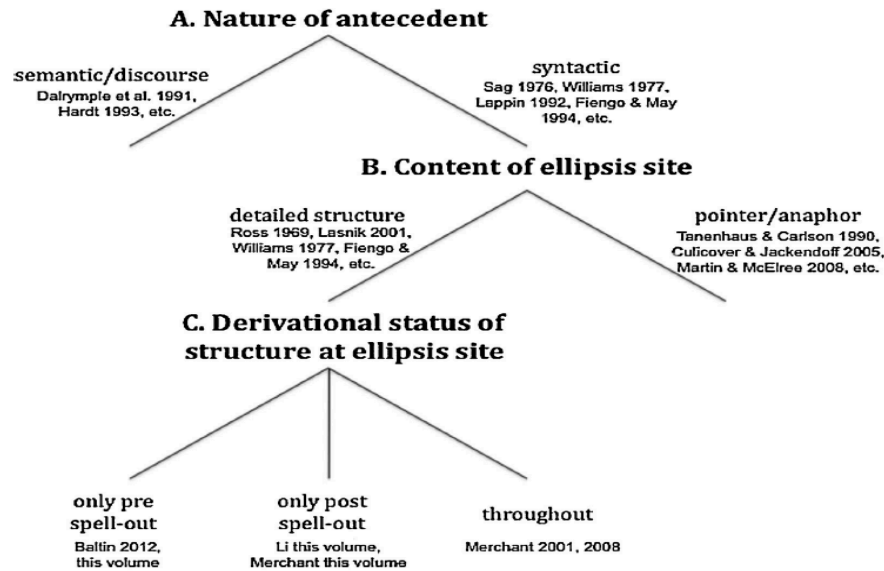 A. Nature of antecedent
semantic/discourse
Dalrymple et al. 1991,
Hardt 1993, etc.
syntactic
Sag 1976, Williams 1977,
Lappin 1992, Fiengo & May
1994, etc.
B. Content of ellipsis site
detailed structure
Ross 1969, Lasnik 2001,
Williams 1977, Fiengo &
May 1994, etc.
pointer/anaphor
Tanenhaus & Carlson 1990,
Culicover & Jackendoff 2005,
Martin & McElree 2008, etc.
C. Derivational status of
structure at ellipsis site
only pre
spell-out
Baltin 2012,
this volume
only post
spell-out
Li this volume,
Merchant this volume
throughout
Merchant 2001, 2008